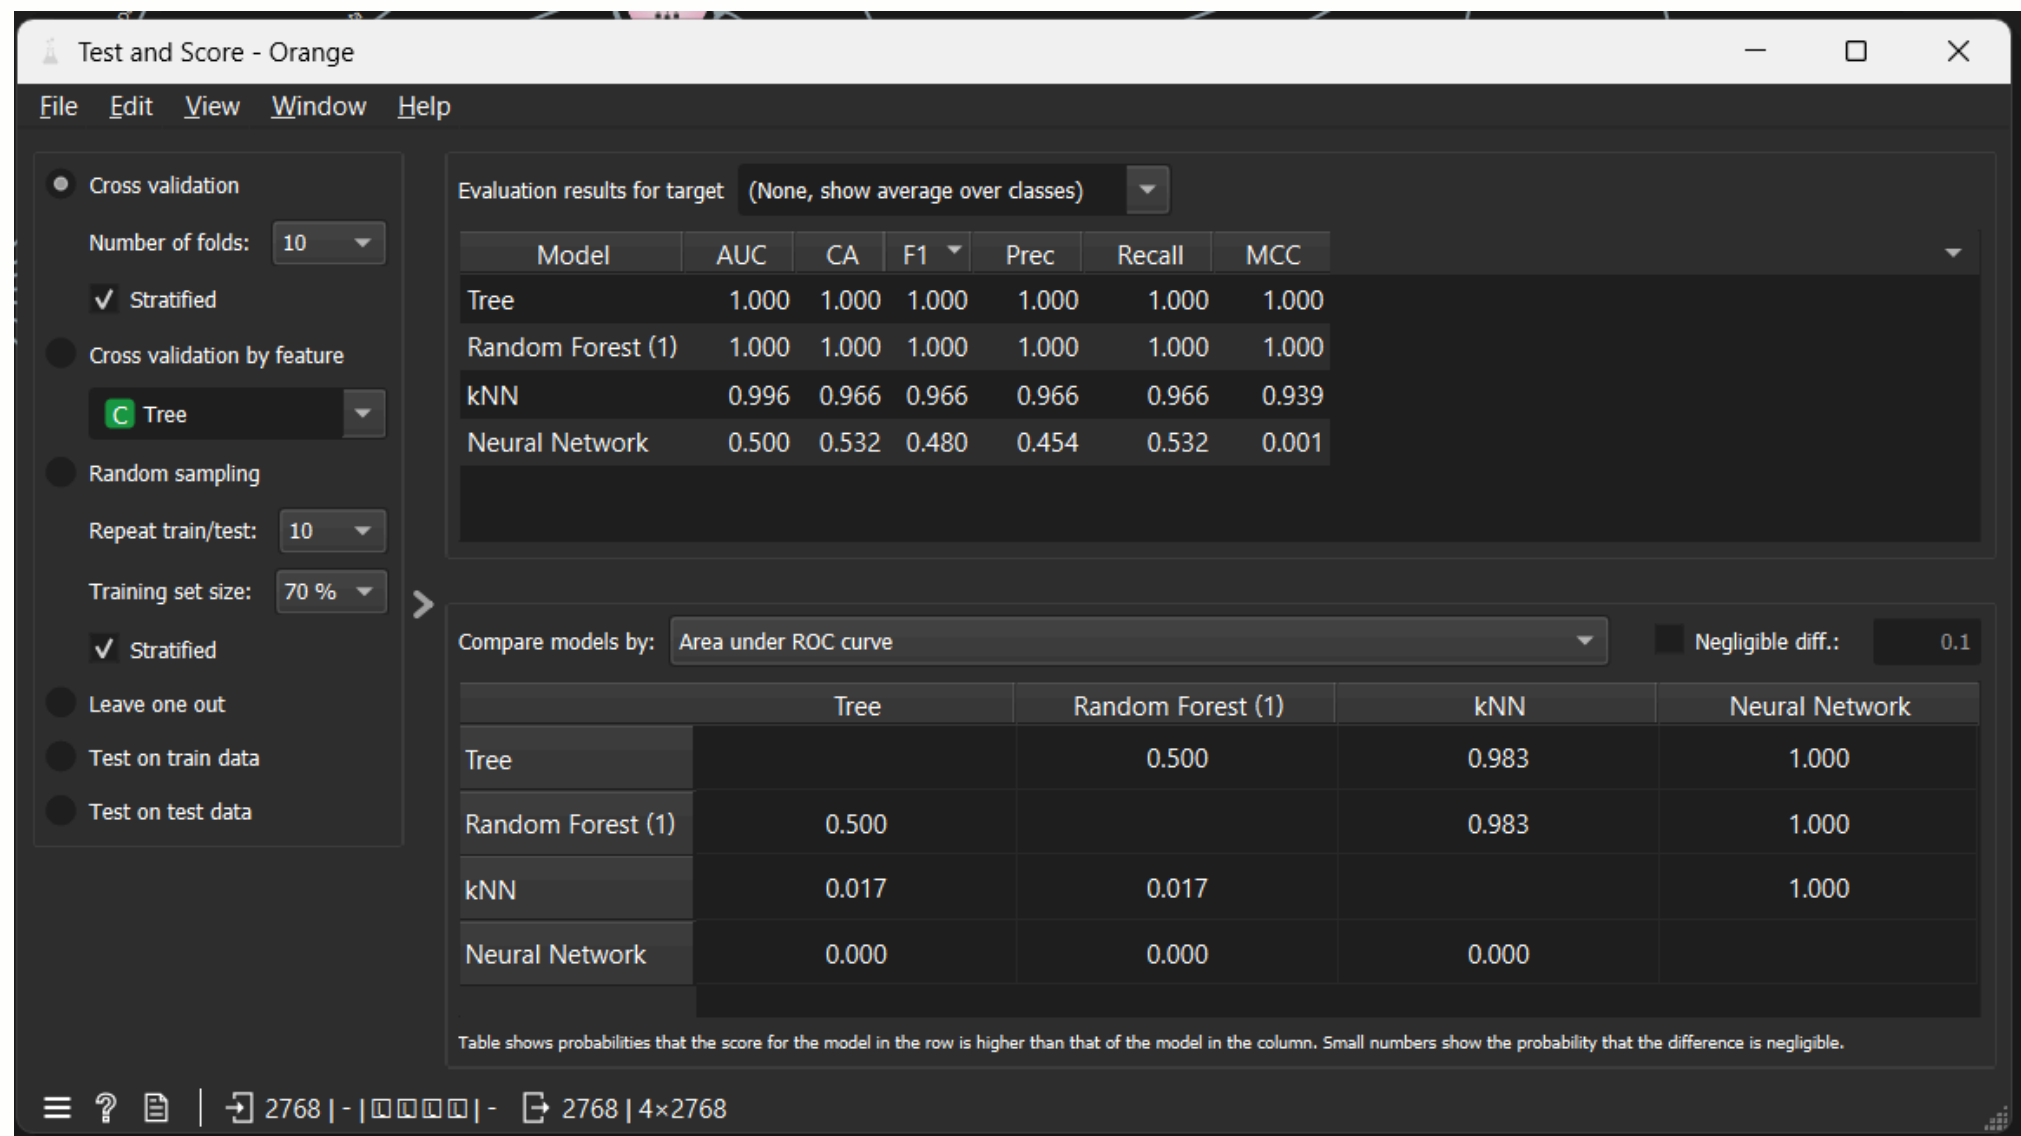 Test and Score - Orange
File Edit View Window Help
Cross validation
Number of folds: 10
Stratified
Cross validation by feature
C Tree
Random sampling
Repeat train/test: 10
Training set size: 70 %
Stratified
Leave one out
Test on train data
Test on test data
Evaluation results for target (None, show average over classes)
Model AUC CA F1 Prec Recall MCC
Tree 1.000 1.000 1.000 1.000 1.000 1.000
Random Forest (1) 1.000 1.000 1.000 1.000 1.000 1.000
kNN 0.996 0.966 0.966 0.966 0.966 0.939
Neural Network 0.500 0.532 0.480 0.454 0.532 0.001
Compare models by: Area under ROC curve Negligible diff.: 0.1
Tree Random Forest (1) kNN Neural Network
Tree 0.500 0.983 1.000
Random Forest (1) 0.500 0.983 1.000
kNN 0.017 0.017 1.000
Neural Network 0.000 0.000 0.000
Table shows probabilities that the score for the model in the row is higher than that of the model in the column. Small numbers show the probability that the difference is negligible.
2768 | - | | - 2768 | 4×2768